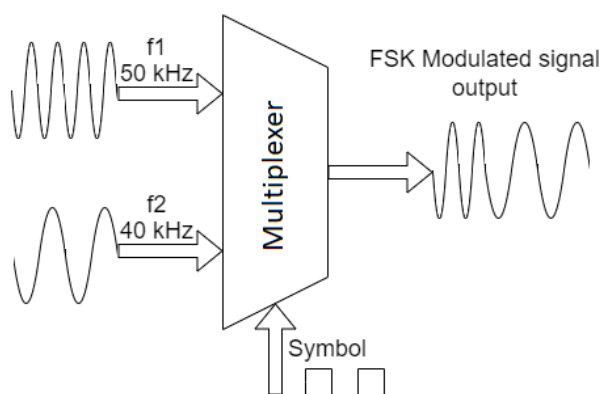 f1
50 kHz
FSK Modulated signal
output
Multiplexer
f2
40 kHz
Symbol